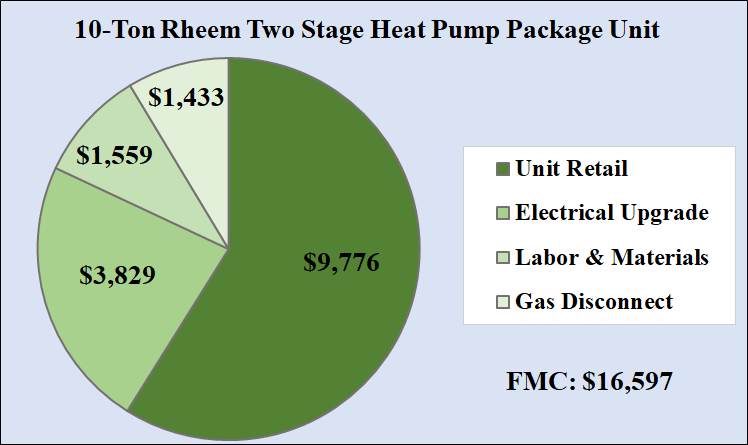 10-Ton Rheem Two Stage Heat Pump Package Unit
$1,433
$1,559
$3,829
$9,776
Unit Retail
Electrical Upgrade
Labor & Materials
Gas Disconnect
FMC: $16,597